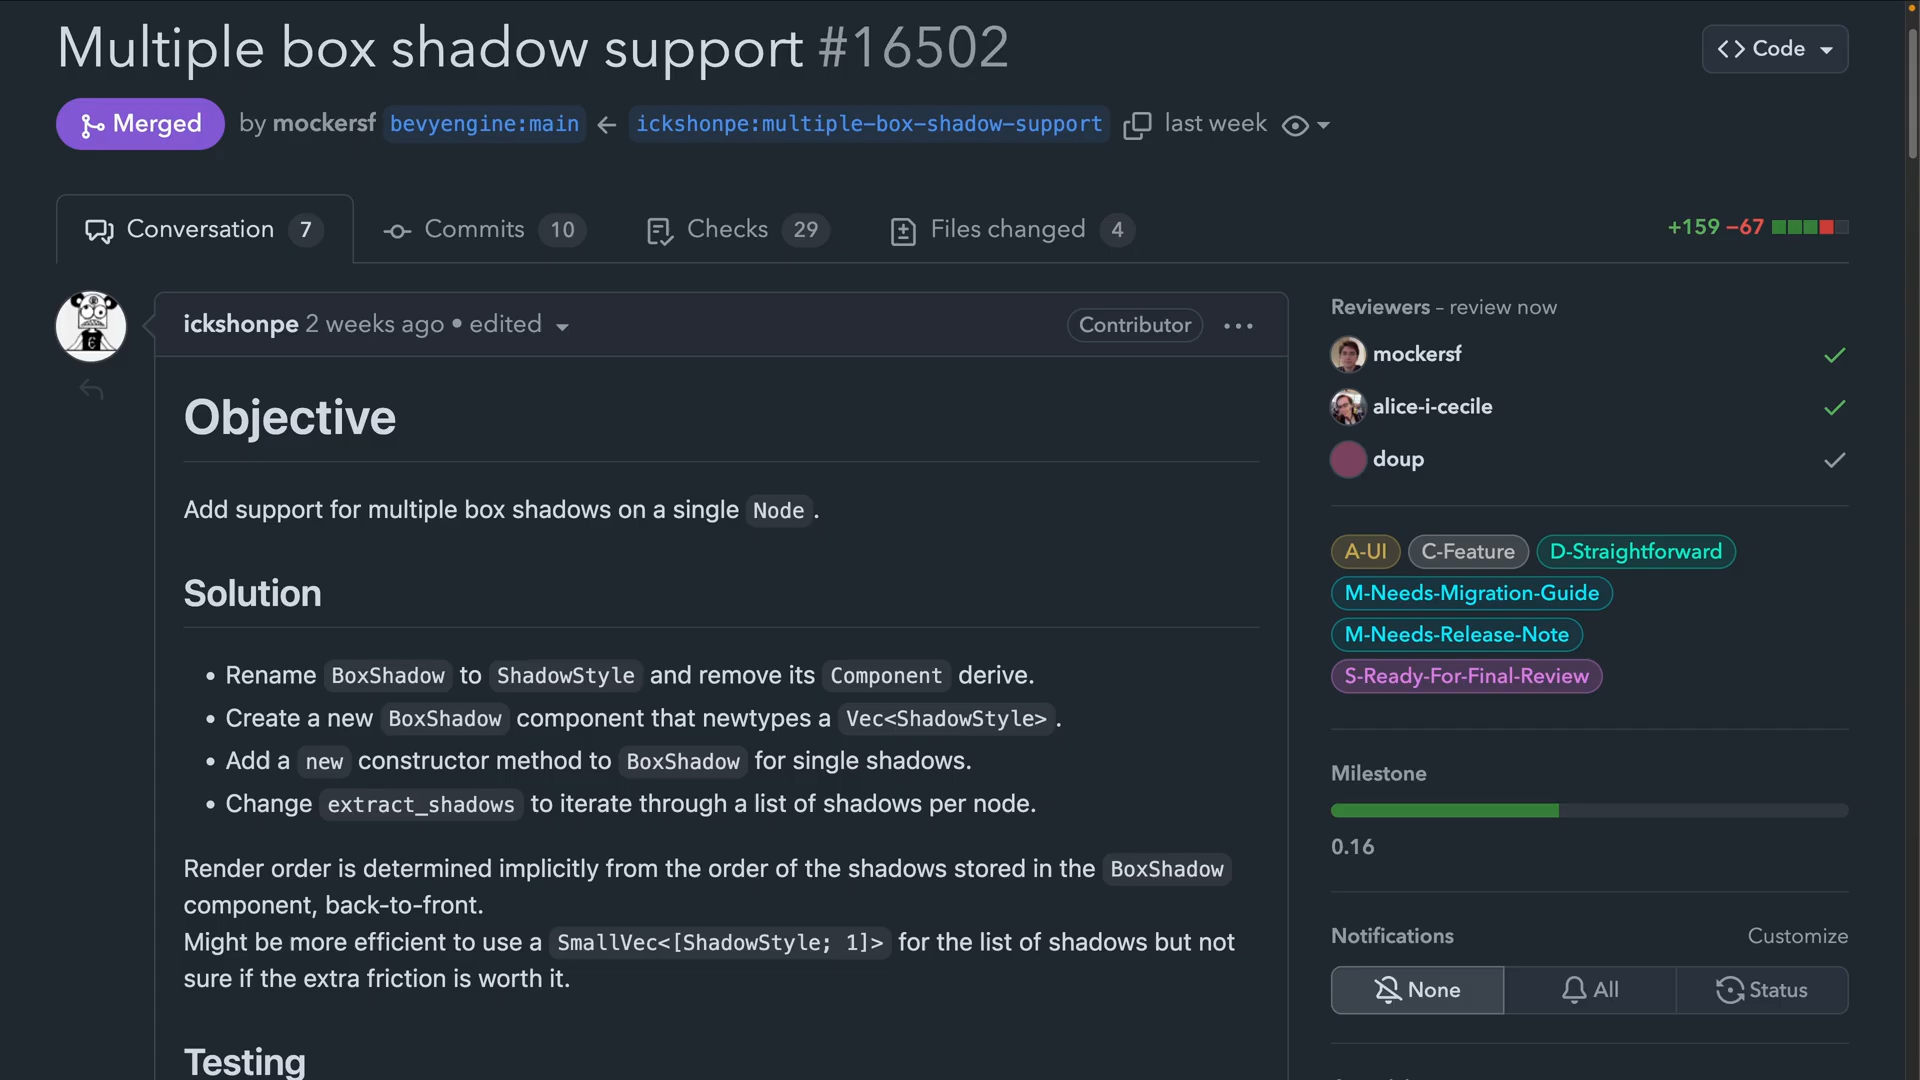 Multiple box shadow support #16502
Code
Merged by mockersf bevyengine:main ← ickshonpe:multiple-box-shadow-support last week
Conversation 7 Commits 10 Checks 29 Files changed 4
+159 −67
ickshonpe 2 weeks ago • edited
Contributor
Objective
Add support for multiple box shadows on a single Node.
Solution
• Rename BoxShadow to ShadowStyle and remove its Component derive.
• Create a new BoxShadow component that newtypes a Vec<ShadowStyle>.
• Add a new constructor method to BoxShadow for single shadows.
• Change extract_shadows to iterate through a list of shadows per node.
Render order is determined implicitly from the order of the shadows stored in the BoxShadow
component, back-to-front.
Might be more efficient to use a SmallVec<[ShadowStyle; 1]> for the list of shadows but not
sure if the extra friction is worth it.
Testing
Reviewers – review now
mockersf
alice-i-cecile
doup
A-UI C-Feature D-Straightforward
M-Needs-Migration-Guide
M-Needs-Release-Note
S-Ready-For-Final-Review
Milestone
0.16
Notifications Customize
None All Status